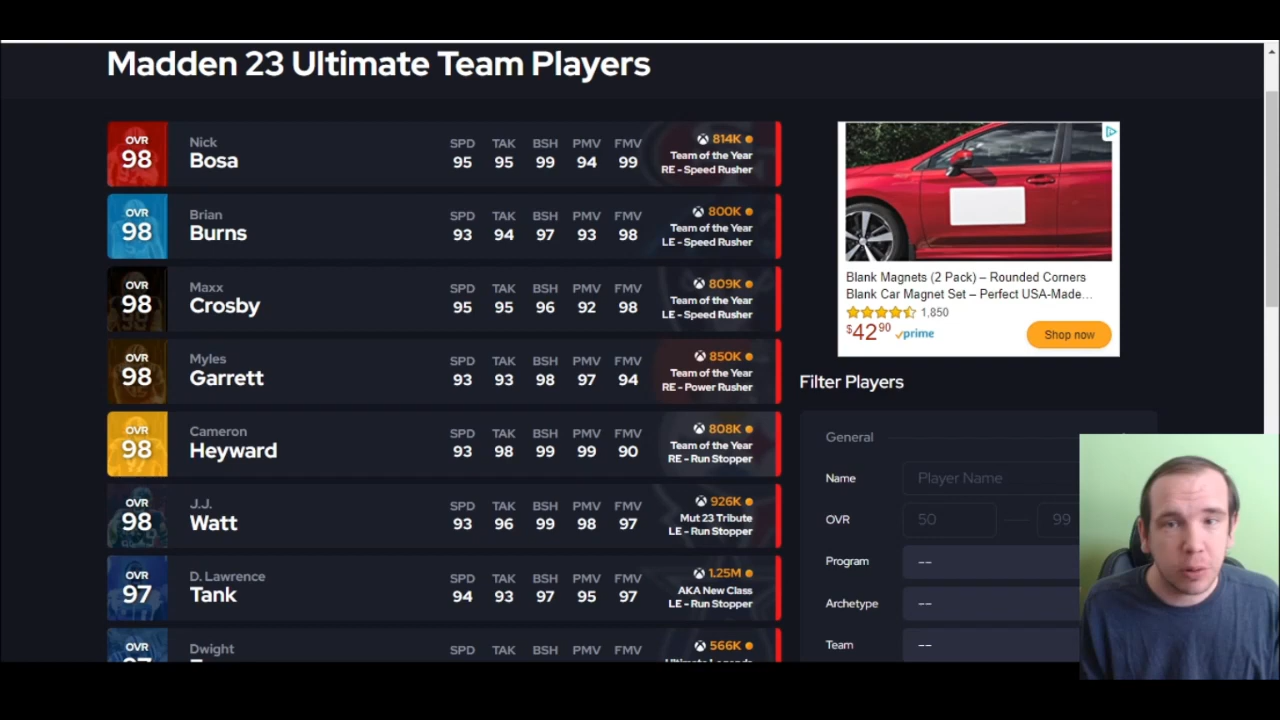 Madden 23 Ultimate Team Players
OVR
98
Nick
Bosa
SPD TAK BSH PMV FMV
95 95 99 94 99
814K
Team of the Year
RE - Speed Rusher
OVR
98
Brian
Burns
SPD TAK BSH PMV FMV
93 94 97 93 98
800K
Team of the Year
LE - Speed Rusher
OVR
98
Maxx
Crosby
SPD TAK BSH PMV FMV
95 95 96 92 98
809K
Team of the Year
LE - Speed Rusher
OVR
98
Myles
Garrett
SPD TAK BSH PMV FMV
93 93 98 97 94
850K
Team of the Year
RE - Power Rusher
OVR
98
Cameron
Heyward
SPD TAK BSH PMV FMV
93 98 99 99 90
808K
Team of the Year
RE - Run Stopper
OVR
98
J.J.
Watt
SPD TAK BSH PMV FMV
93 96 99 98 97
926K
Mut 23 Tribute
LE - Run Stopper
OVR
97
D. Lawrence
Tank
SPD TAK BSH PMV FMV
94 93 97 95 97
1.25M
AKA New Class
LE - Run Stopper
OVR
Dwight
SPD TAK BSH PMV FMV
566K
Blank Magnets (2 Pack) – Rounded Corners
Blank Car Magnet Set – Perfect USA-Made...
1,850
$42 90 prime
Shop now
Filter Players
General
Name Player Name
OVR 50 — 99
Program --
Archetype --
Team --